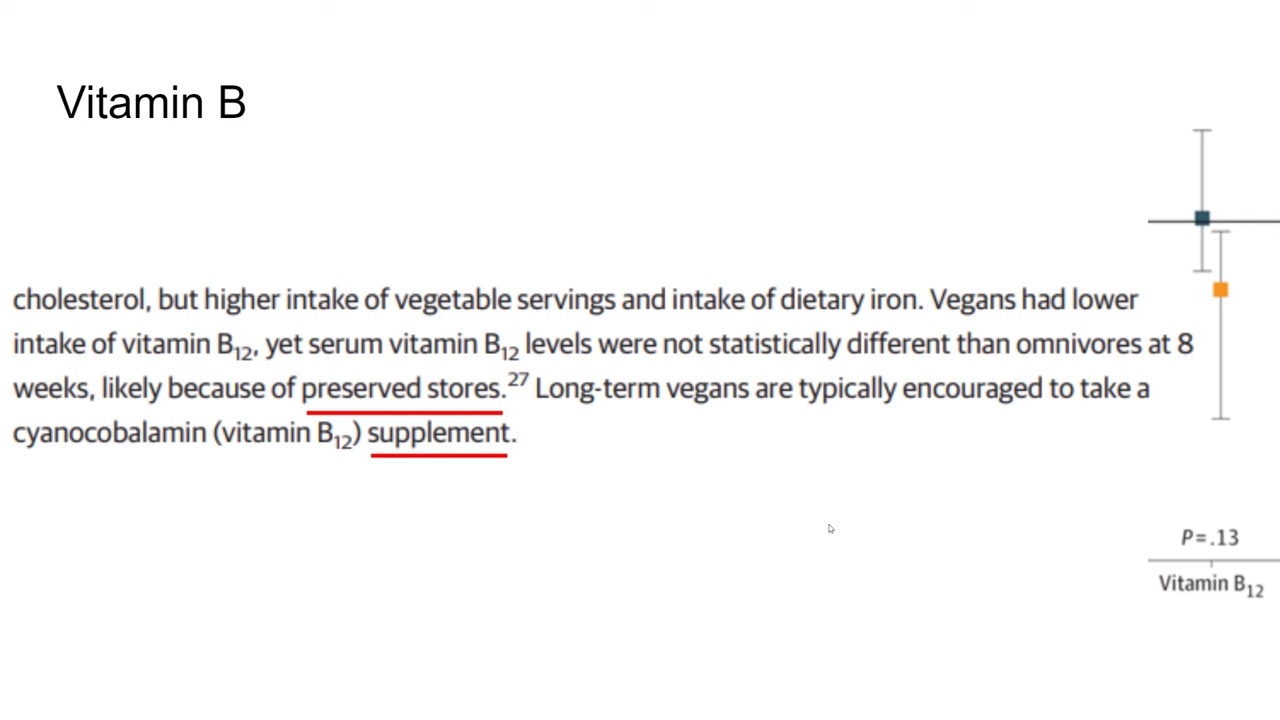 Vitamin B
cholesterol, but higher intake of vegetable servings and intake of dietary iron. Vegans had lower
intake of vitamin B12, yet serum vitamin B12 levels were not statistically different than omnivores at 8
weeks, likely because of preserved stores.27 Long-term vegans are typically encouraged to take a
cyanocobalamin (vitamin B12) supplement.
P=.13
Vitamin B12